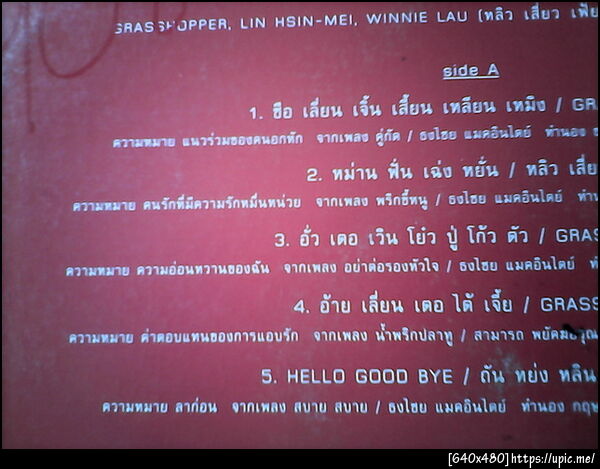 GRASSHOPPER, LIN HSIN-MEI, WINNIE LAU (หลิว เสี่ยว เฟีย
side A
1. ซือ เลี่ยน เจิ้น เสี้ยน เหลียน เหมิง / GR
ความหมาย แนวร่วมของคนอกหัก จากเพลง คู่กัด / ธงไชย แมคอินไตย์ ทำนอง
2. หม่าน ฟั่น เฉ่ง หยั่น / หลิว เสี่ย
ความหมาย คนรักที่มีความรักหมื่นหน่วย จากเพลง พริกขี้หนู / ธงไชย แมคอินไตย์ ทำน
3. อั่ว เตอ เวิน โย๋ว ปู่ โก้ว ตัว / GRAS
ความหมาย ความอ่อนหวานของฉัน จากเพลง อย่าต่อรองหัวใจ / ธงไชย แมคอินไตย์
4. อ้าย เลี่ยน เตอ ไต้ เจี้ย / GRASS
ความหมาย ค่าตอบแทนของการแอบรัก จากเพลง น้ำพริกปลาทู / สามารถ
5. HELLO GOOD BYE / ถัน หย่ง หลิน
ความหมาย ลาก่อน จากเพลง สบาย สบาย / ธงไชย แมคอินไตย์ ทำนอง กฤษ
[640x480]https://upic.me/